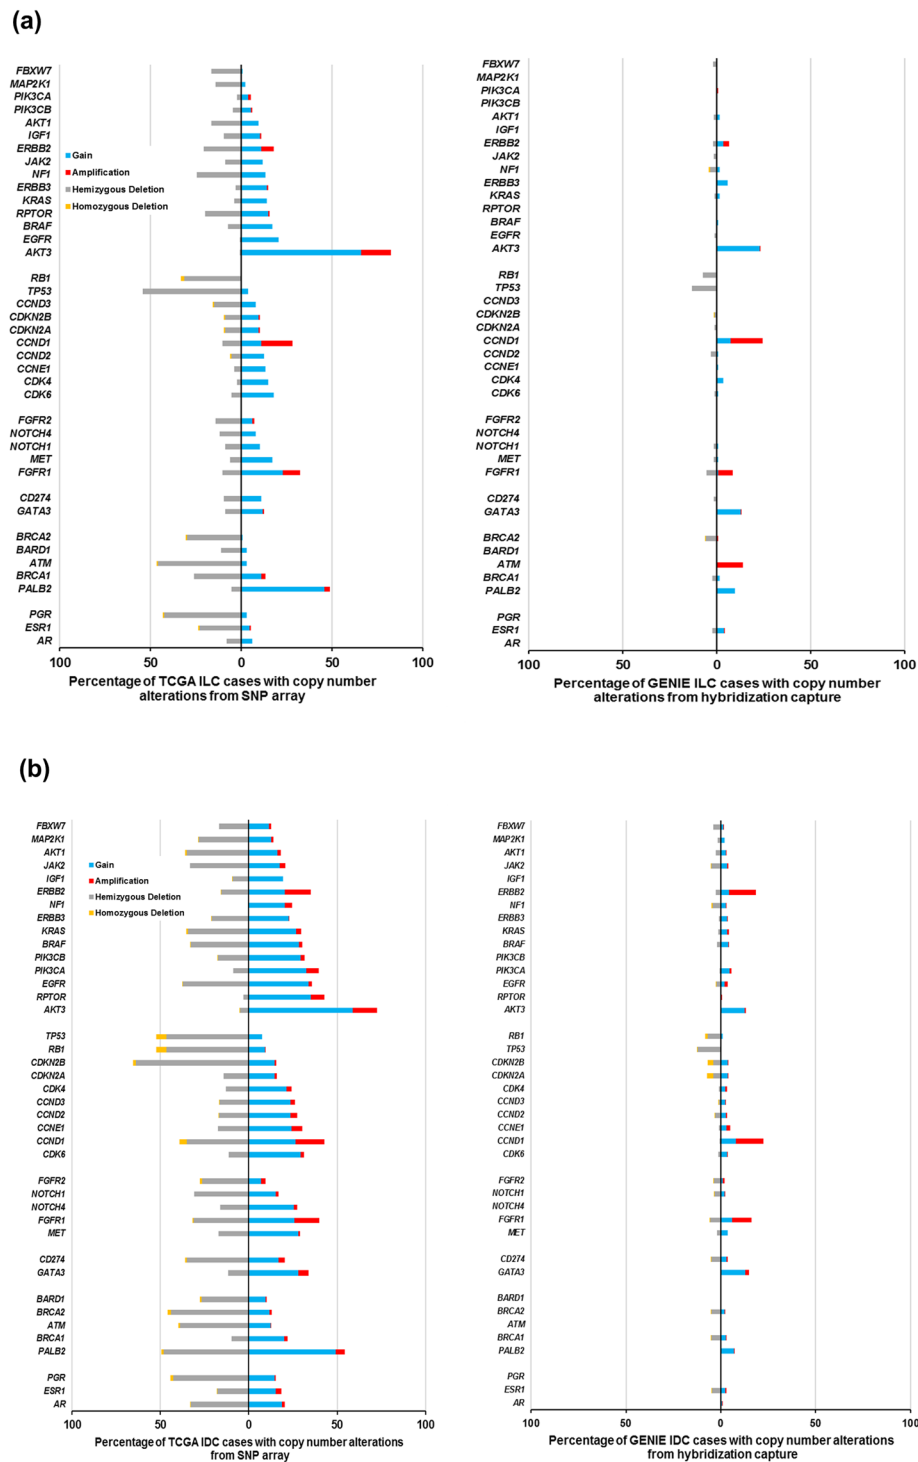 (a)
FBXW7
MAP2K1
PIK3CA
PIK3CB
AKT1
IGF1
ERBB2
JAK2
NF1
ERBB3
KRAS
RPTOR
BRAF
EGFR
AKT3
RB1
TP53
CCND3
CDKN2B
CDKN2A
CCND1
CCND2
CCNE1
CDK4
CDK6
FGFR2
NOTCH4
NOTCH1
MET
FGFR1
CD274
GATA3
BRCA2
BARD1
ATM
BRCA1
PALB2
PGR
ESR1
AR
Gain
Amplification
Hemizygous Deletion
Homozygous Deletion
100 50 0 50 100
Percentage of TCGA ILC cases with copy number
alterations from SNP array
FBXW7
MAP2K1
PIK3CA
PIK3CB
AKT1
IGF1
ERBB2
JAK2
NF1
ERBB3
KRAS
RPTOR
BRAF
EGFR
AKT3
RB1
TP53
CCND3
CDKN2B
CDKN2A
CCND1
CCND2
CCNE1
CDK4
CDK6
FGFR2
NOTCH4
NOTCH1
MET
FGFR1
CD274
GATA3
BRCA2
BARD1
ATM
BRCA1
PALB2
PGR
ESR1
AR
100 50 0 50 100
Percentage of GENIE ILC cases with copy number
alterations from hybridization capture
(b)
FBXW7
MAP2K1
AKT1
JAK2
IGF1
ERBB2
NF1
ERBB3
KRAS
BRAF
PIK3CB
PIK3CA
EGFR
RPTOR
AKT3
TP53
RB1
CDKN2B
CDKN2A
CDK4
CCND3
CCND2
CCNE1
CCND1
CDK6
FGFR2
NOTCH1
NOTCH4
FGFR1
MET
CD274
GATA3
BARD1
BRCA2
ATM
BRCA1
PALB2
PGR
ESR1
AR
Gain
Amplification
Hemizygous Deletion
Homozygous Deletion
100 50 0 50 100
Percentage of TCGA IDC cases with copy number alterations
from SNP array
FBXW7
MAP2K1
AKT1
JAK2
IGF1
ERBB2
NF1
ERBB3
KRAS
BRAF
PIK3CB
PIK3CA
EGFR
RPTOR
AKT3
RB1
TP53
CDKN2B
CDKN2A
CDK4
CCND3
CCND2
CCNE1
CCND1
CDK6
FGFR2
NOTCH1
NOTCH4
FGFR1
MET
CD274
GATA3
BARD1
BRCA2
ATM
BRCA1
PALB2
PGR
ESR1
AR
100 50 0 50 100
Percentage of GENIE IDC cases with copy number alterations
from hybridization capture